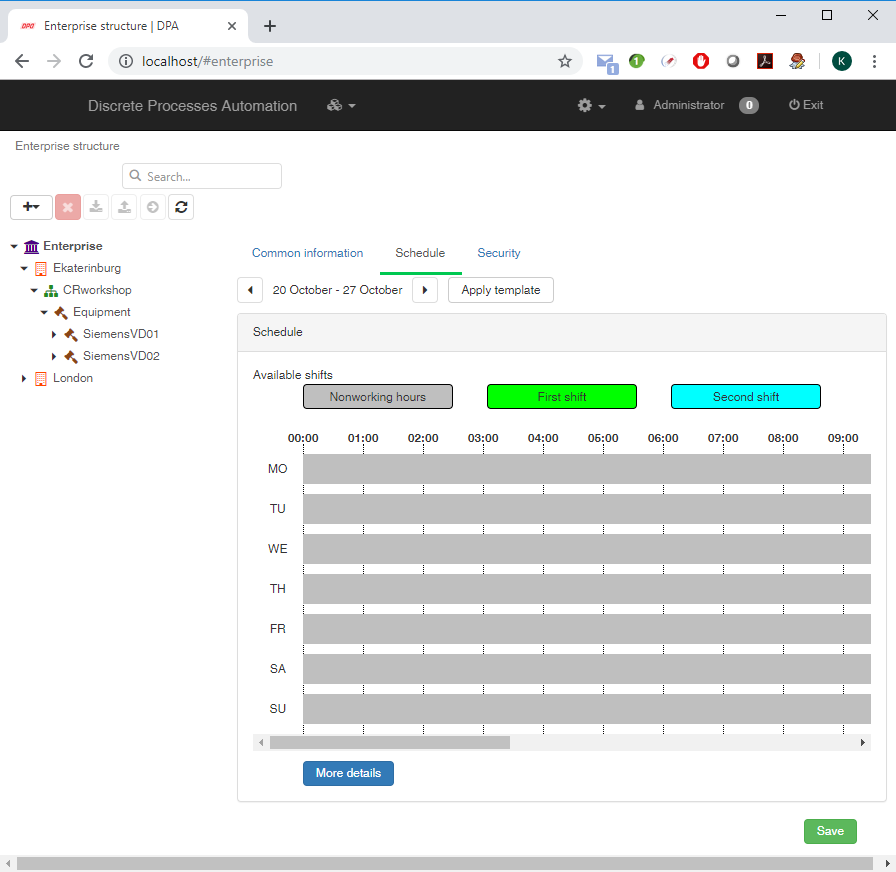 DPA Enterprise structure | DPA
localhost/#enterprise
1 1 K
Discrete Processes Automation Administrator 0 Exit
Enterprise structure
Search...
Enterprise
Ekaterinburg
CRworkshop
Equipment
SiemensVD01
SiemensVD02
London
Common information Schedule Security
20 October - 27 October Apply template
Schedule
Available shifts
Nonworking hours First shift Second shift
00:00 01:00 02:00 03:00 04:00 05:00 06:00 07:00 08:00 09:00
MO
TU
WE
TH
FR
SA
SU
More details
Save